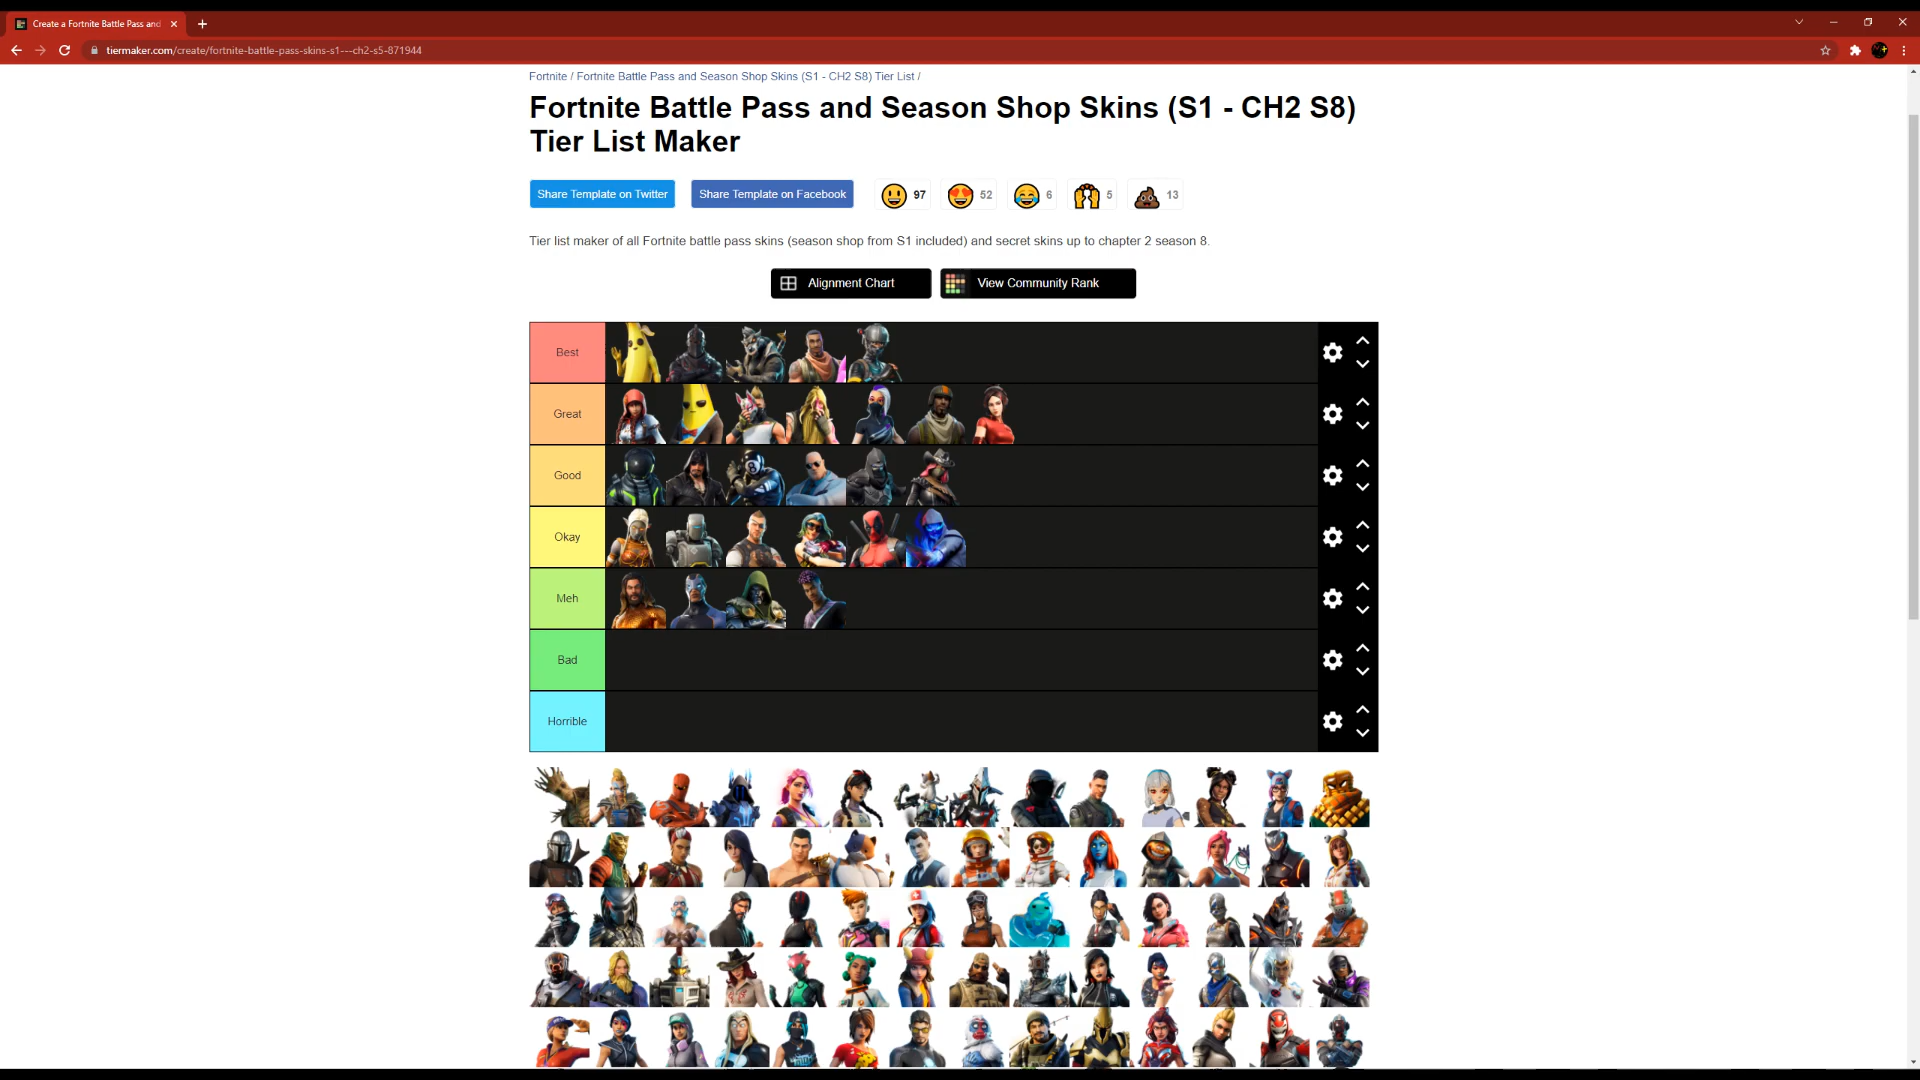 Create a Fortnite Battle Pass and
tiermaker.com/create/fortnite-battle-pass-skins-s1---ch2-s5-871944
Fortnite / Fortnite Battle Pass and Season Shop Skins (S1 - CH2 S8) Tier List /
Fortnite Battle Pass and Season Shop Skins (S1 - CH2 S8)
Tier List Maker
Share Template on Twitter
Share Template on Facebook
97
52
6
5
13
Tier list maker of all Fortnite battle pass skins (season shop from S1 included) and secret skins up to chapter 2 season 8.
Alignment Chart
View Community Rank
Best
Great
Good
8
Okay
Meh
Bad
Horrible